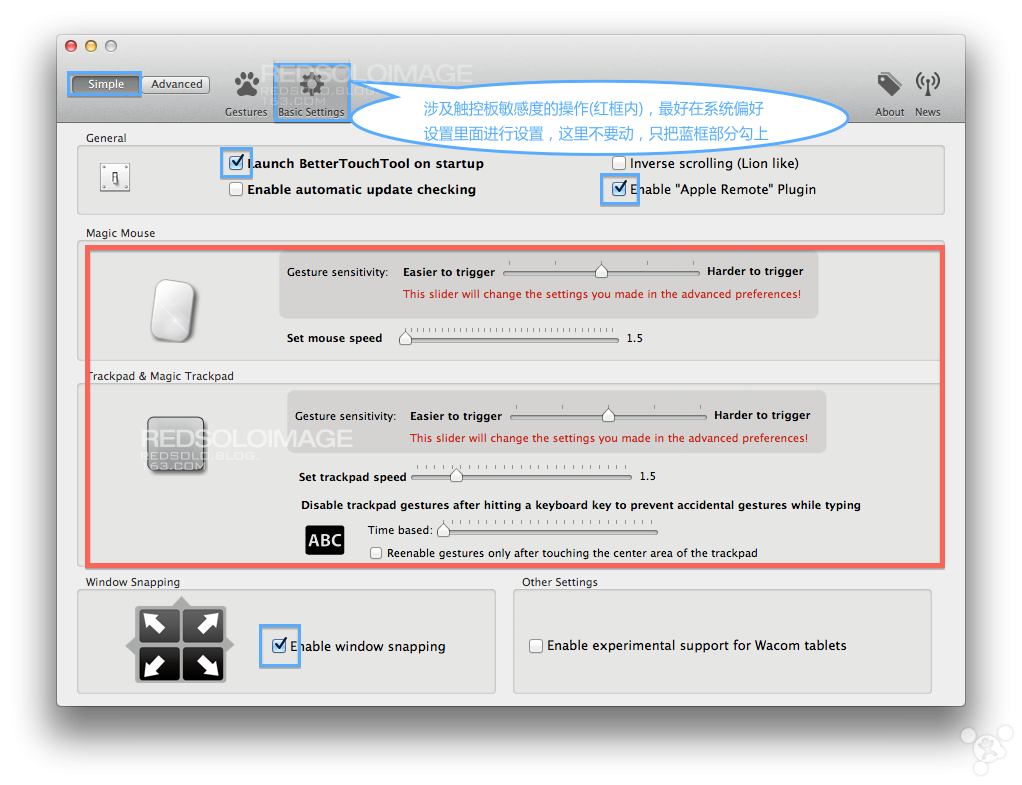 REDSOLOIMAGE
REDSOLO.BLOG.
163.COM
Simple
Advanced
Gestures
Basic Settings
About
News
涉及触控板敏感度的操作(红框内)，最好在系统偏好
设置里面进行设置，这里不要动，只把蓝框部分勾上
General
Launch BetterTouchTool on startup
Inverse scrolling (Lion like)
Enable automatic update checking
Enable "Apple Remote" Plugin
Magic Mouse
Gesture sensitivity: Easier to trigger Harder to trigger
This slider will change the settings you made in the advanced preferences!
Set mouse speed 1.5
Trackpad & Magic Trackpad
Gesture sensitivity: Easier to trigger Harder to trigger
This slider will change the settings you made in the advanced preferences!
REDSOLOIMAGE
REDSOLO.BLOG.
163.COM
Set trackpad speed 1.5
Disable trackpad gestures after hitting a keyboard key to prevent accidental gestures while typing
ABC
Time based:
Reenable gestures only after touching the center area of the trackpad
Window Snapping
Enable window snapping
Other Settings
Enable experimental support for Wacom tablets